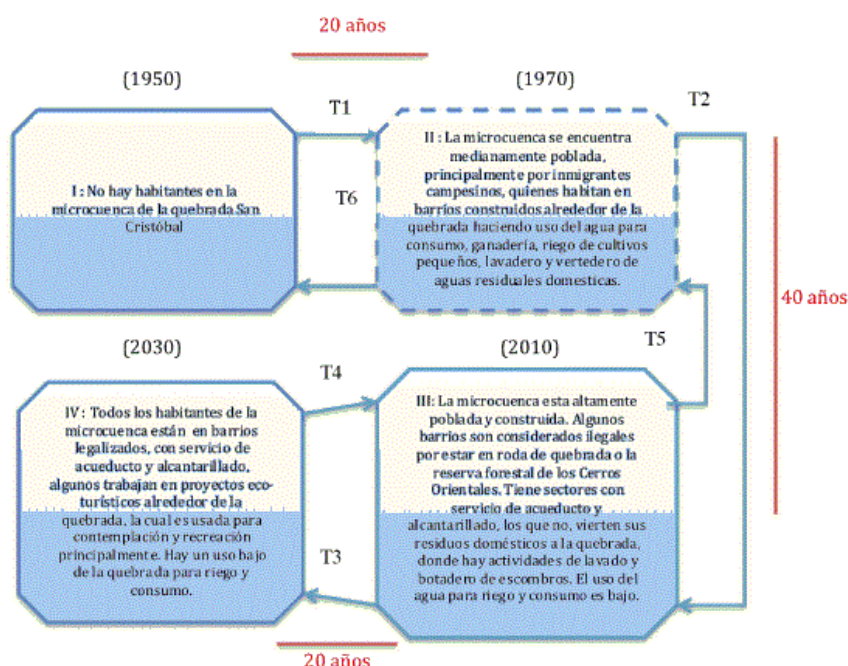 20 años
(1950)
(1970)
T1
T2
I : No hay habitantes en la
microcuenca de la quebrada San
Cristóbal
T6
II : La microcuenca se encuentra
medianamente poblada,
principalmente por inmigrantes
campesinos, quienes habitan en
barrios construidos alrededor de la
quebrada haciendo uso del agua para
consumo, ganadería, riego de cultivos
pequeños, lavadero y vertedero de
aguas residuales domesticas.
40 años
(2030)
(2010)
T5
T4
IV : Todos los habitantes de la
microcuenca están en barrios
legalizados, con servicio de
acueducto y alcantarillado,
algunos trabajan en proyectos eco-
turísticos alrededor de la
quebrada, la cual es usada para
contemplación y recreación
principalmente. Hay un uso bajo
de la quebrada para riego y
consumo.
III: La microcuenca esta altamente
poblada y construida. Algunos
barrios son considerados ilegales
por estar en roda de quebrada o la
reserva forestal de los Cerros
Orientales. Tiene sectores con
servicio de acueducto y
alcantarillado, los que no, vierten sus
residuos domésticos a la quebrada,
donde hay actividades de lavado y
botadero de escombros. El uso del
agua para riego y consumo es bajo.
T3
20 años